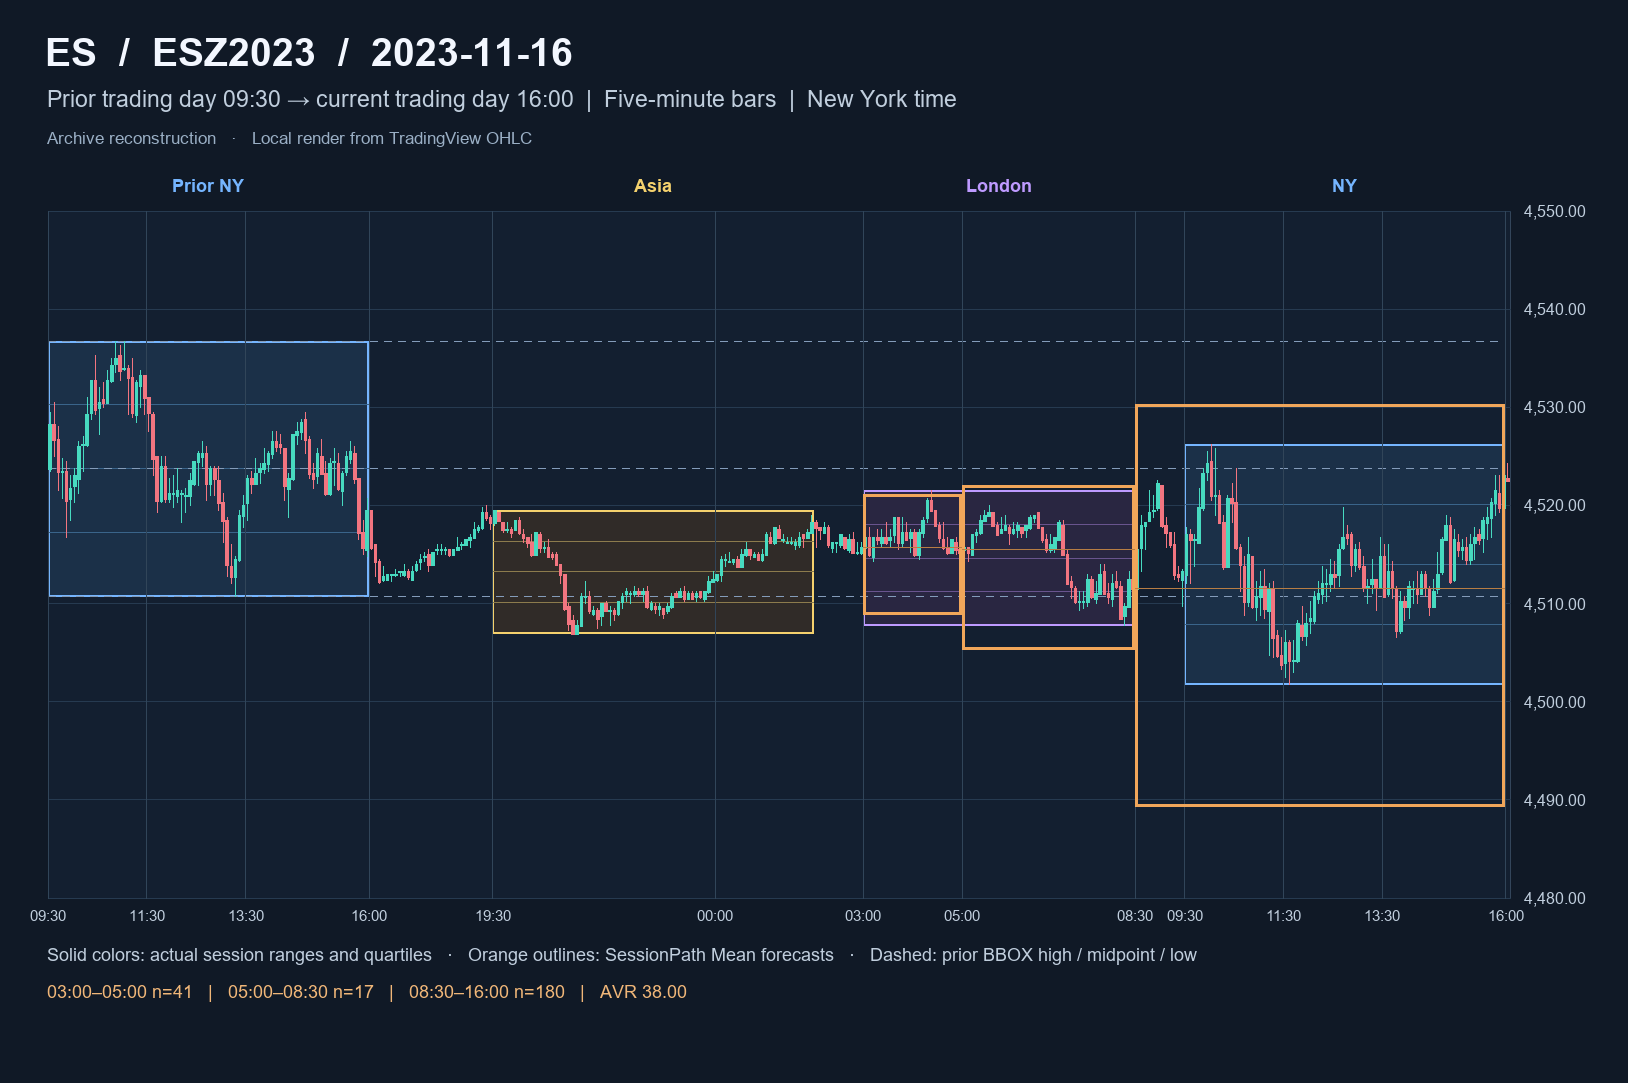 ES / ESZ2023 / 2023-11-16
Prior trading day 09:30 → current trading day 16:00 | Five-minute bars | New York time
Archive reconstruction · Local render from TradingView OHLC
Prior NY Asia London NY
4,550.00
4,540.00
4,530.00
4,520.00
4,510.00
4,500.00
4,490.00
4,480.00
09:30 11:30 13:30 16:00 19:30 00:00 03:00 05:00 08:30 09:30 11:30 13:30 16:00
Solid colors: actual session ranges and quartiles · Orange outlines: SessionPath Mean forecasts · Dashed: prior BBOX high / midpoint / low
03:00–05:00 n=41 | 05:00–08:30 n=17 | 08:30–16:00 n=180 | AVR 38.00